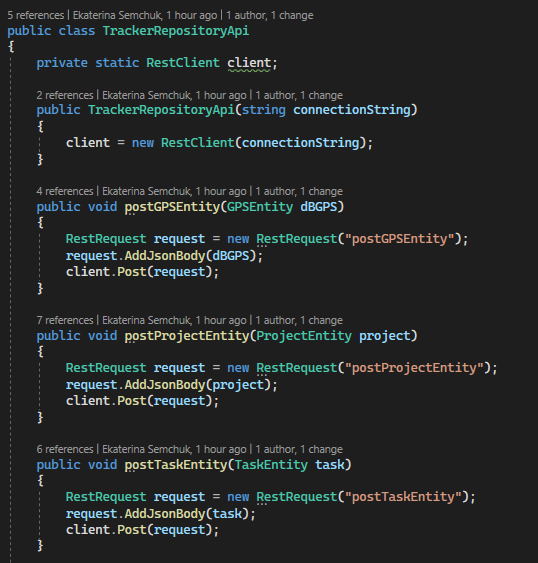 5 references | Ekaterina Semchuk, 1 hour ago | 1 author, 1 change
public class TrackerRepositoryApi
{
private static RestClient client;
2 references | Ekaterina Semchuk, 1 hour ago | 1 author, 1 change
public TrackerRepositoryApi(string connectionString)
{
client = new RestClient(connectionString);
}
4 references | Ekaterina Semchuk, 1 hour ago | 1 author, 1 change
public void postGPSEntity(GPSEntity dBGPS)
{
RestRequest request = new RestRequest("postGPSEntity");
request.AddJsonBody(dBGPS);
client.Post(request);
}
7 references | Ekaterina Semchuk, 1 hour ago | 1 author, 1 change
public void postProjectEntity(ProjectEntity project)
{
RestRequest request = new RestRequest("postProjectEntity");
request.AddJsonBody(project);
client.Post(request);
}
6 references | Ekaterina Semchuk, 1 hour ago | 1 author, 1 change
public void postTaskEntity(TaskEntity task)
{
RestRequest request = new RestRequest("postTaskEntity");
request.AddJsonBody(task);
client.Post(request);
}